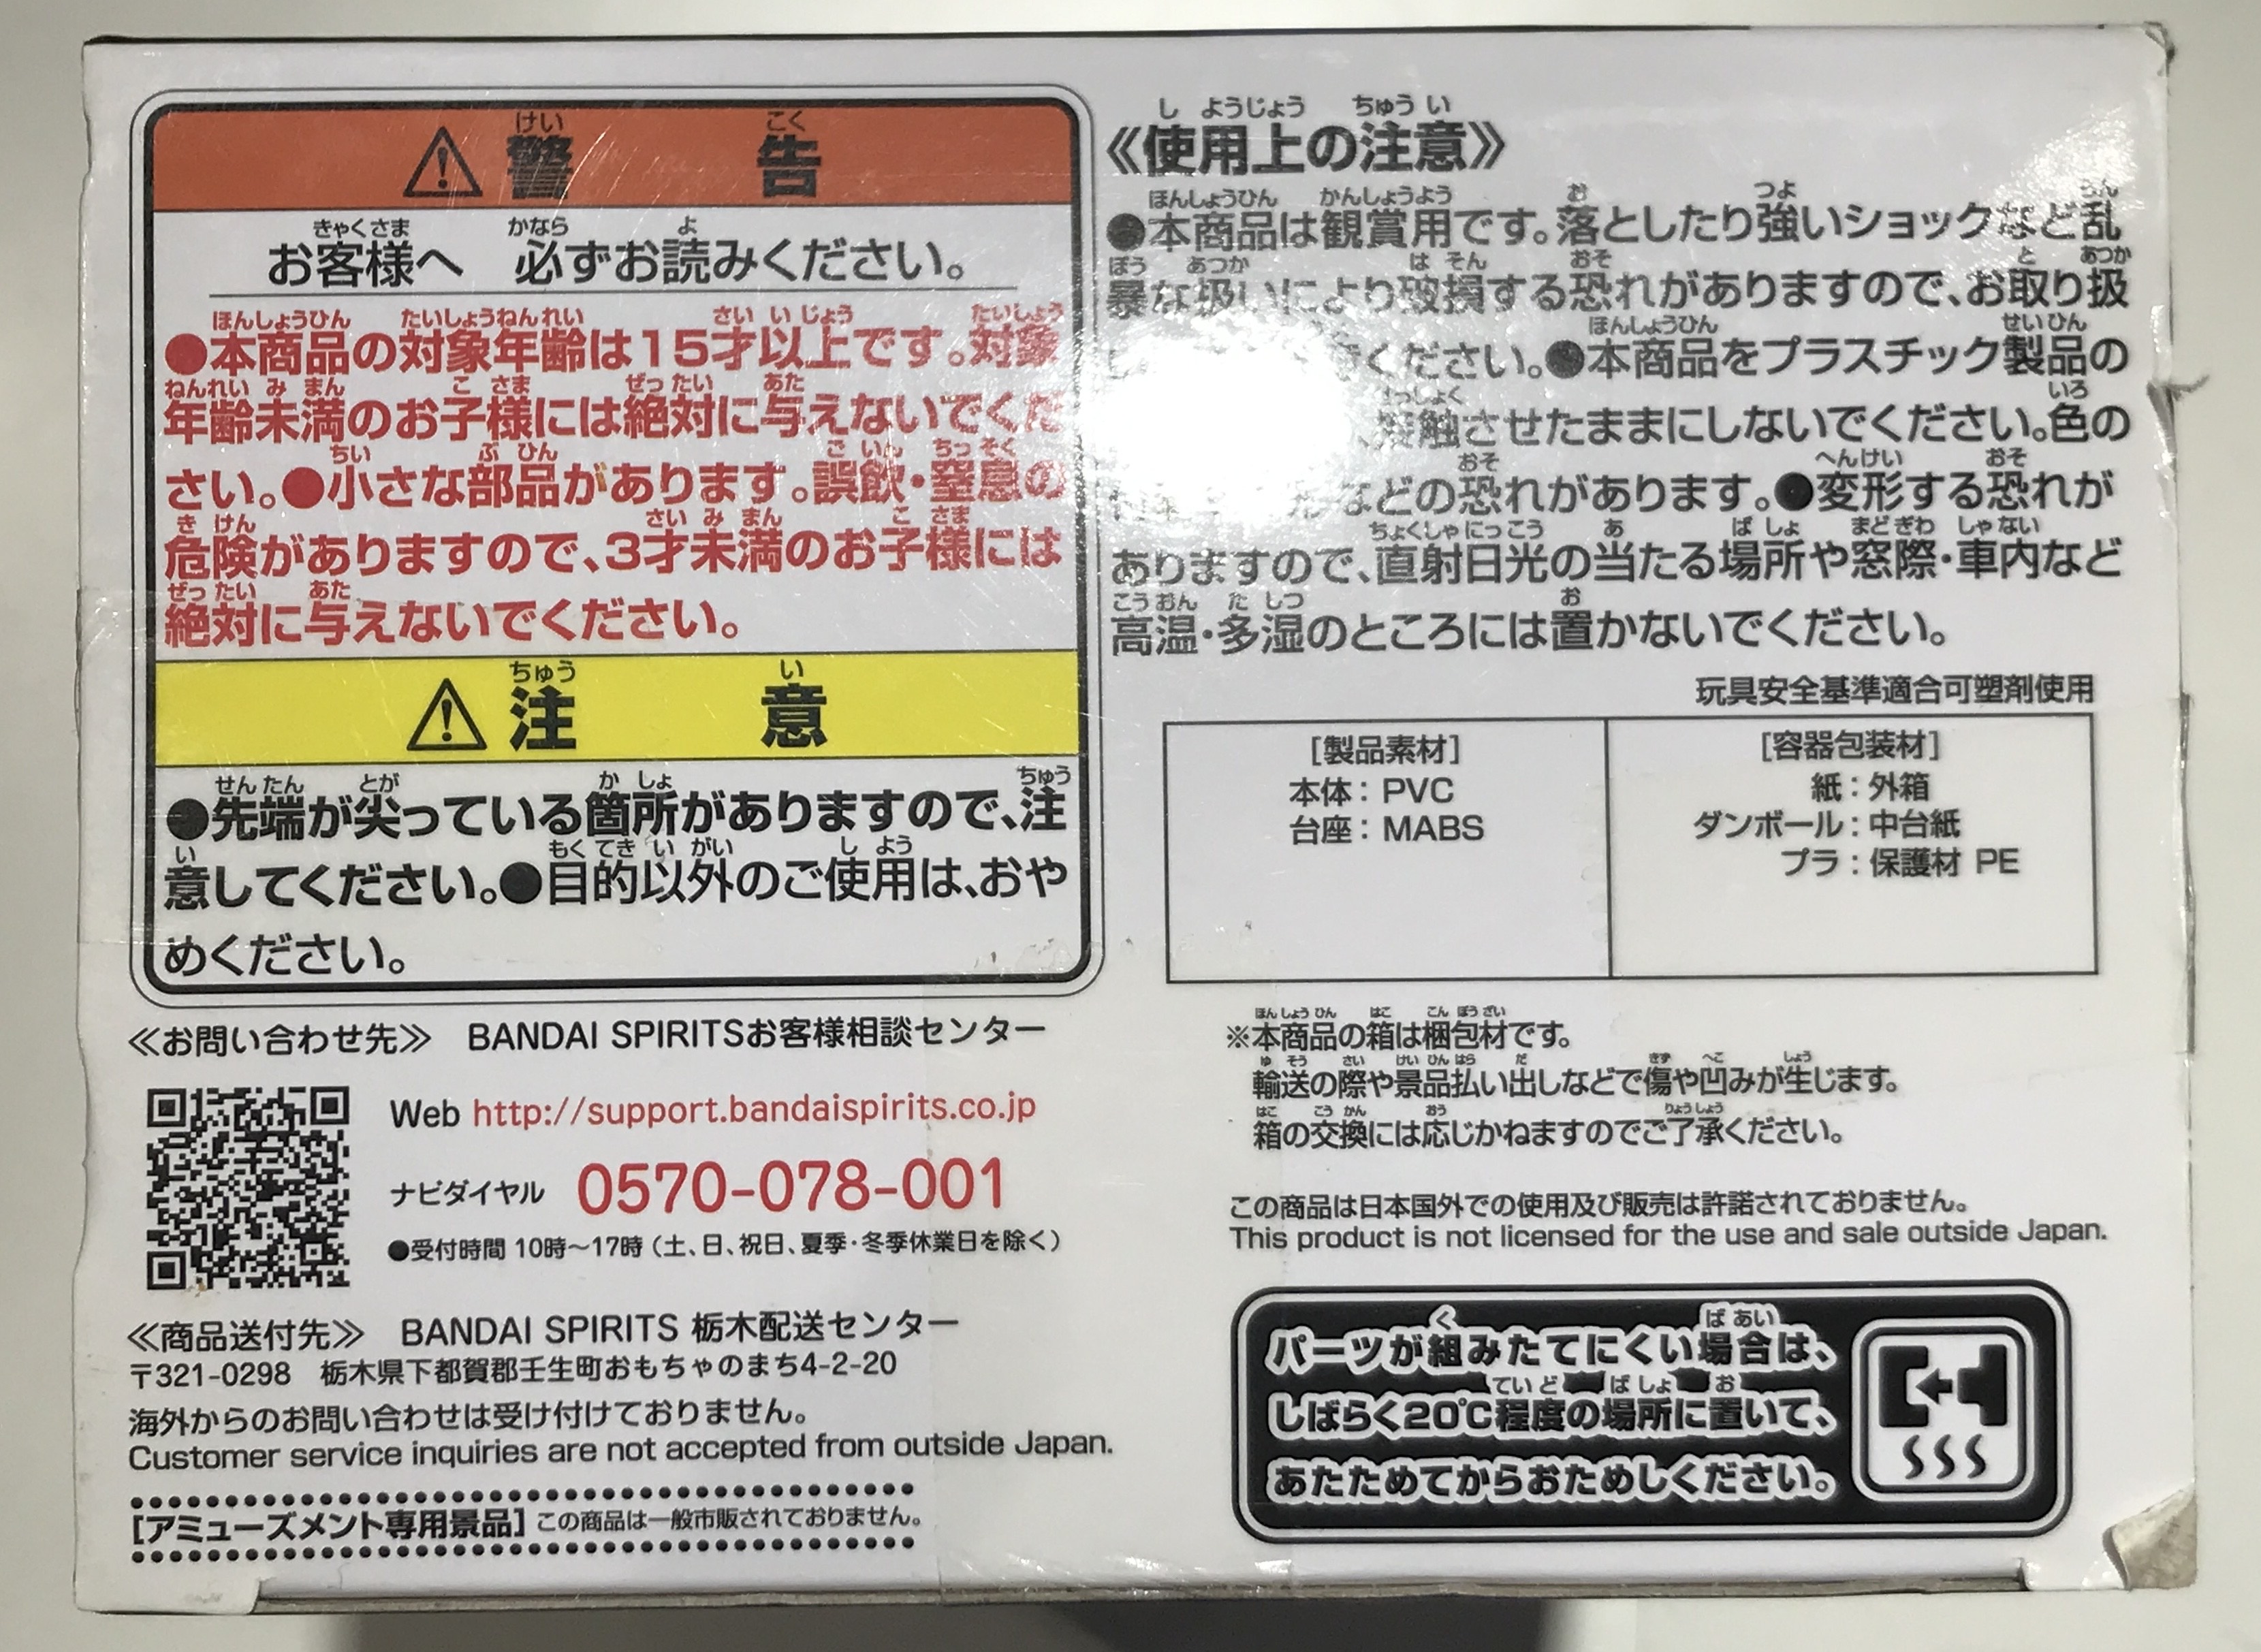 警告
お客様へ 必ずお読みください。
●本商品の対象年齢は15才以上です。対象
年齢未満のお子様には絶対に与えないでくだ
さい。●小さな部品があります。誤飲・窒息の
危険がありますので、3才未満のお子様には
絶対に与えないでください。
注意
●先端が尖っている箇所がありますので、注
意してください。●目的以外のご使用は、おや
めください。
≪お問い合わせ先≫ BANDAI SPIRITSお客様相談センター
Web http://support.bandaispirits.co.jp
ナビダイヤル 0570-078-001
●受付時間 10時～17時（土、日、祝日、夏季・冬季休業日を除く）
≪商品送付先≫ BANDAI SPIRITS 栃木配送センター
〒321-0298 栃木県下都賀郡壬生町おもちゃのまち4-2-20
海外からのお問い合わせは受け付けておりません。
Customer service inquiries are not accepted from outside Japan.
[アミューズメント専用景品] この商品は一般市販されておりません。
《使用上の注意》
●本商品は観賞用です。落としたり強いショックなど乱
暴な扱いにより破損する恐れがありますので、お取り扱
ください。●本商品をプラスチック製品の
接触させたままにしないでください。色の
などの恐れがあります。●変形する恐れが
ありますので、直射日光の当たる場所や窓際・車内など
高温・多湿のところには置かないでください。
玩具安全基準適合可塑剤使用
[製品素材]
本体：PVC
台座：MABS
[容器包装材]
紙：外箱
ダンボール：中台紙
プラ：保護材 PE
※本商品の箱は梱包材です。
輸送の際や景品払い出しなどで傷や凹みが生じます。
箱の交換には応じかねますのでご了承ください。
この商品は日本国外での使用及び販売は許諾されておりません。
This product is not licensed for the use and sale outside Japan.
パーツが組みたてにくい場合は、
しばらく20℃程度の場所に置いて、
あたためてからおためしください。